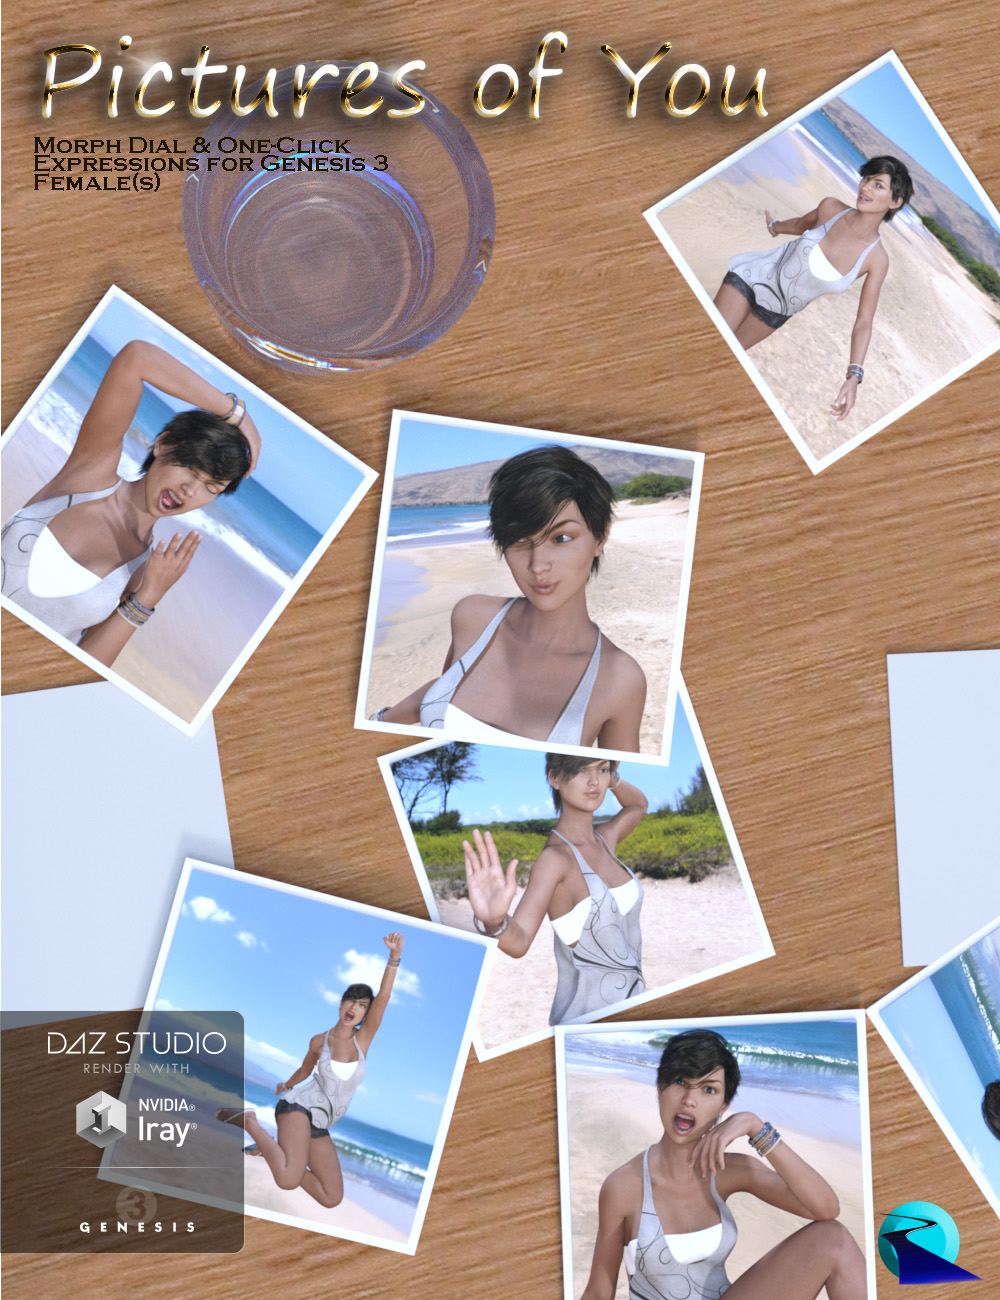 Pictures of You
Morph Dial & One-Click
Expressions for Genesis 3
Female(s)
DAZ STUDIO
RENDER WITH
NVIDIA®
Iray®
3
GENESIS